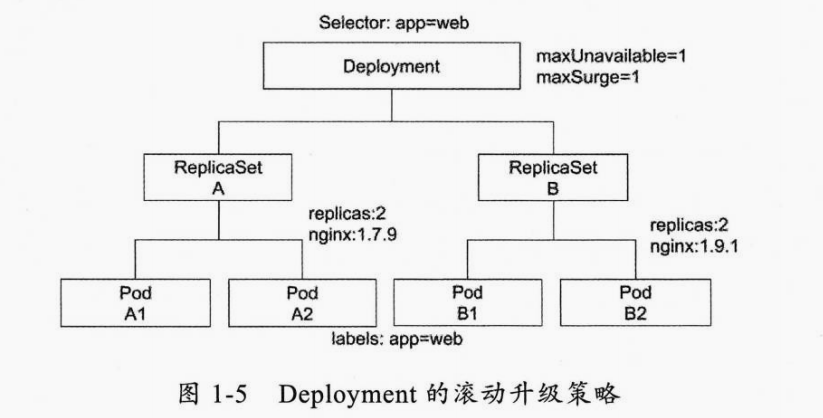 Selector: app=web
Deployment
maxUnavailable=1
maxSurge=1
ReplicaSet
A
ReplicaSet
B
replicas:2
nginx:1.7.9
replicas:2
nginx:1.9.1
Pod
A1
Pod
A2
Pod
B1
Pod
B2
labels: app=web
图 1-5 Deployment 的滚动升级策略